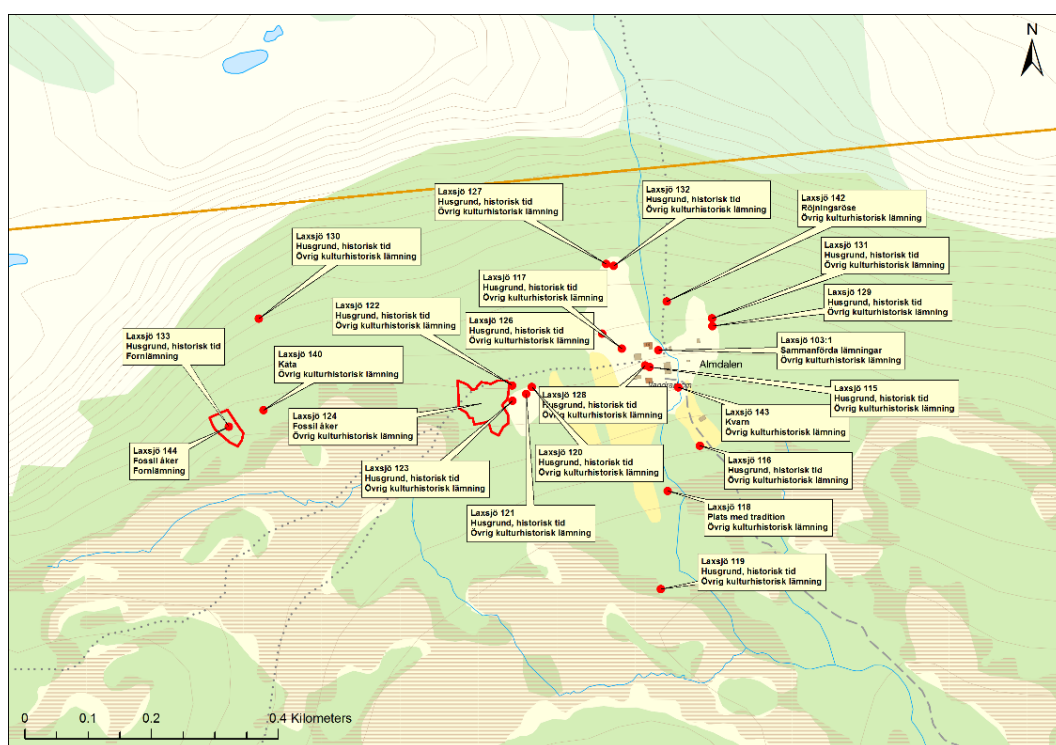 N
Laxsjö 127
Husgrund, historisk tid
Övrig kulturhistorisk lämning
Laxsjö 132
Husgrund, historisk tid
Övrig kulturhistorisk lämning
Laxsjö 142
Röjningsröse
Övrig kulturhistorisk lämning
Laxsjö 130
Husgrund, historisk tid
Övrig kulturhistorisk lämning
Laxsjö 131
Husgrund, historisk tid
Övrig kulturhistorisk lämning
Laxsjö 117
Husgrund, historisk tid
Övrig kulturhistorisk lämning
Laxsjö 129
Husgrund, historisk tid
Övrig kulturhistorisk lämning
Laxsjö 122
Husgrund, historisk tid
Övrig kulturhistorisk lämning
Laxsjö 126
Husgrund, historisk tid
Övrig kulturhistorisk lämning
Laxsjö 133
Husgrund, historisk tid
Fornlämning
Laxsjö 103:1
Sammanförda lämningar
Övrig kulturhistorisk lämning
Laxsjö 140
Kata
Övrig kulturhistorisk lämning
Almdalen
Laxsjö 115
Husgrund, historisk tid
Övrig kulturhistorisk lämning
Laxsjö 128
Husgrund, historisk tid
Övrig kulturhistorisk lämning
Laxsjö 143
Kvarn
Övrig kulturhistorisk lämning
Laxsjö 124
Fossil åker
Övrig kulturhistorisk lämning
Laxsjö 144
Fossil åker
Fornlämning
Laxsjö 120
Husgrund, historisk tid
Övrig kulturhistorisk lämning
Laxsjö 116
Husgrund, historisk tid
Övrig kulturhistorisk lämning
Laxsjö 123
Husgrund, historisk tid
Övrig kulturhistorisk lämning
Laxsjö 118
Plats med tradition
Övrig kulturhistorisk lämning
Laxsjö 121
Husgrund, historisk tid
Övrig kulturhistorisk lämning
Laxsjö 119
Husgrund, historisk tid
Övrig kulturhistorisk lämning
0 0.1 0.2 0.4 Kilometers